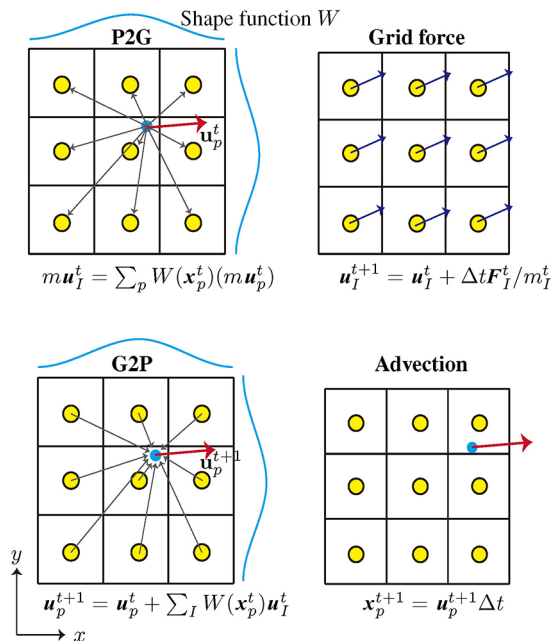 Shape function W
P2G
Grid force
u_p^t
mu_I^t = ∑_p W(x_p^t)(mu_p^t)
u_I^{t+1} = u_I^t + ΔtF_I^t/m_I^t
G2P
Advection
u_p^{t+1}
y
x
u_p^{t+1} = u_p^t + ∑_I W(x_p^t)u_I^t
x_p^{t+1} = u_p^{t+1}Δt